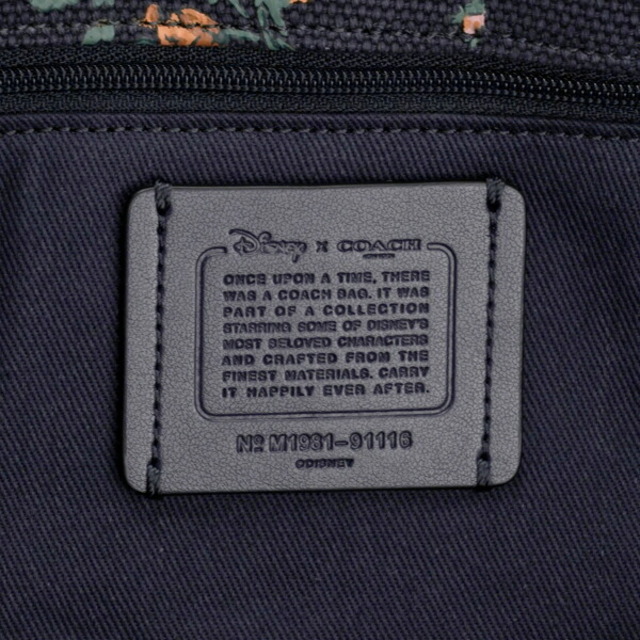 Disney x COACH
ONCE UPON A TIME, THERE
WAS A COACH BAG. IT WAS
PART OF A COLLECTION
STARRING SOME OF DISNEY'S
MOST BELOVED CHARACTERS
AND CRAFTED FROM THE
FINEST MATERIALS. CARRY
IT HAPPILY EVER AFTER.
Nº M1981-91116
©DISNEY